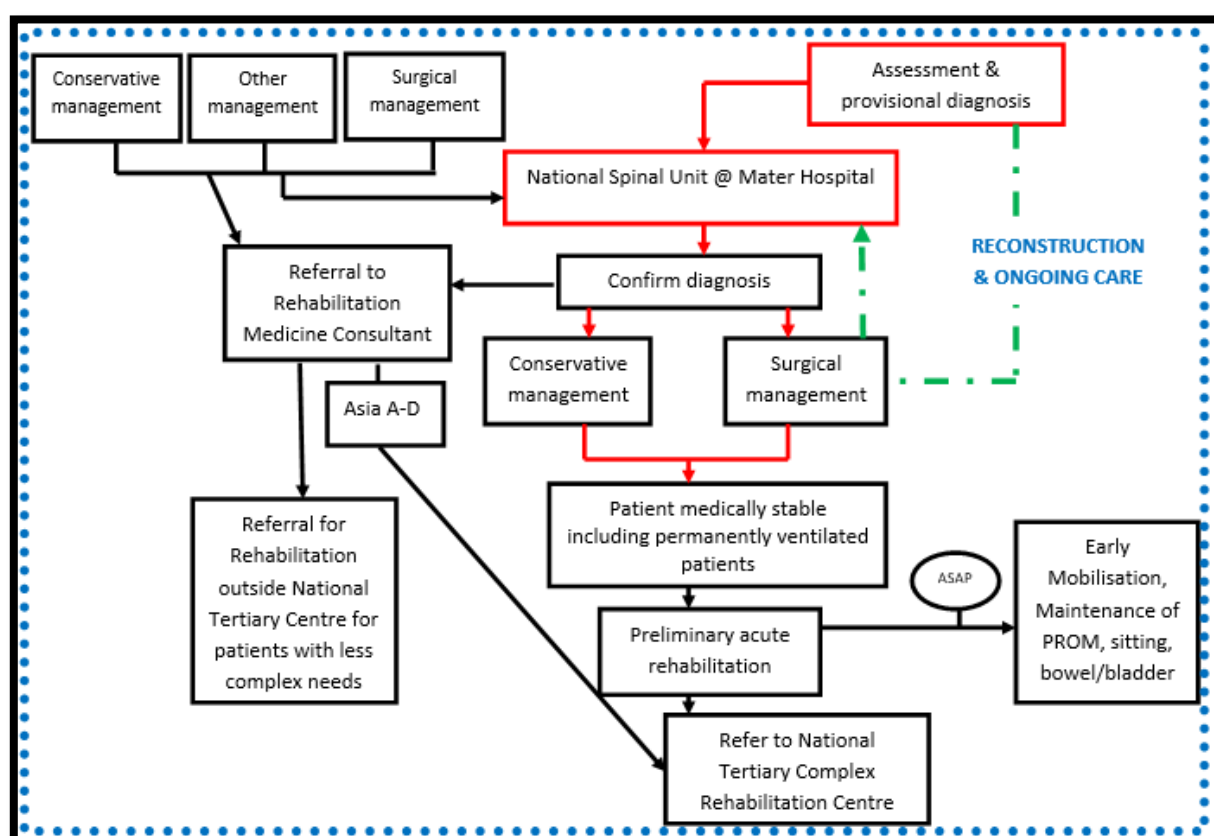 Conservative
management
Other
management
Surgical
management
Assessment &
provisional diagnosis
National Spinal Unit @ Mater Hospital
RECONSTRUCTION
& ONGOING CARE
Referral to
Rehabilitation
Medicine Consultant
Confirm diagnosis
Conservative
management
Surgical
management
Asia A-D
Referral for
Rehabilitation
outside National
Tertiary Centre for
patients with less
complex needs
Patient medically stable
including permanently ventilated
patients
ASAP
Early
Mobilisation,
Maintenance of
PROM, sitting,
bowel/bladder
Preliminary acute
rehabilitation
Refer to National
Tertiary Complex
Rehabilitation Centre